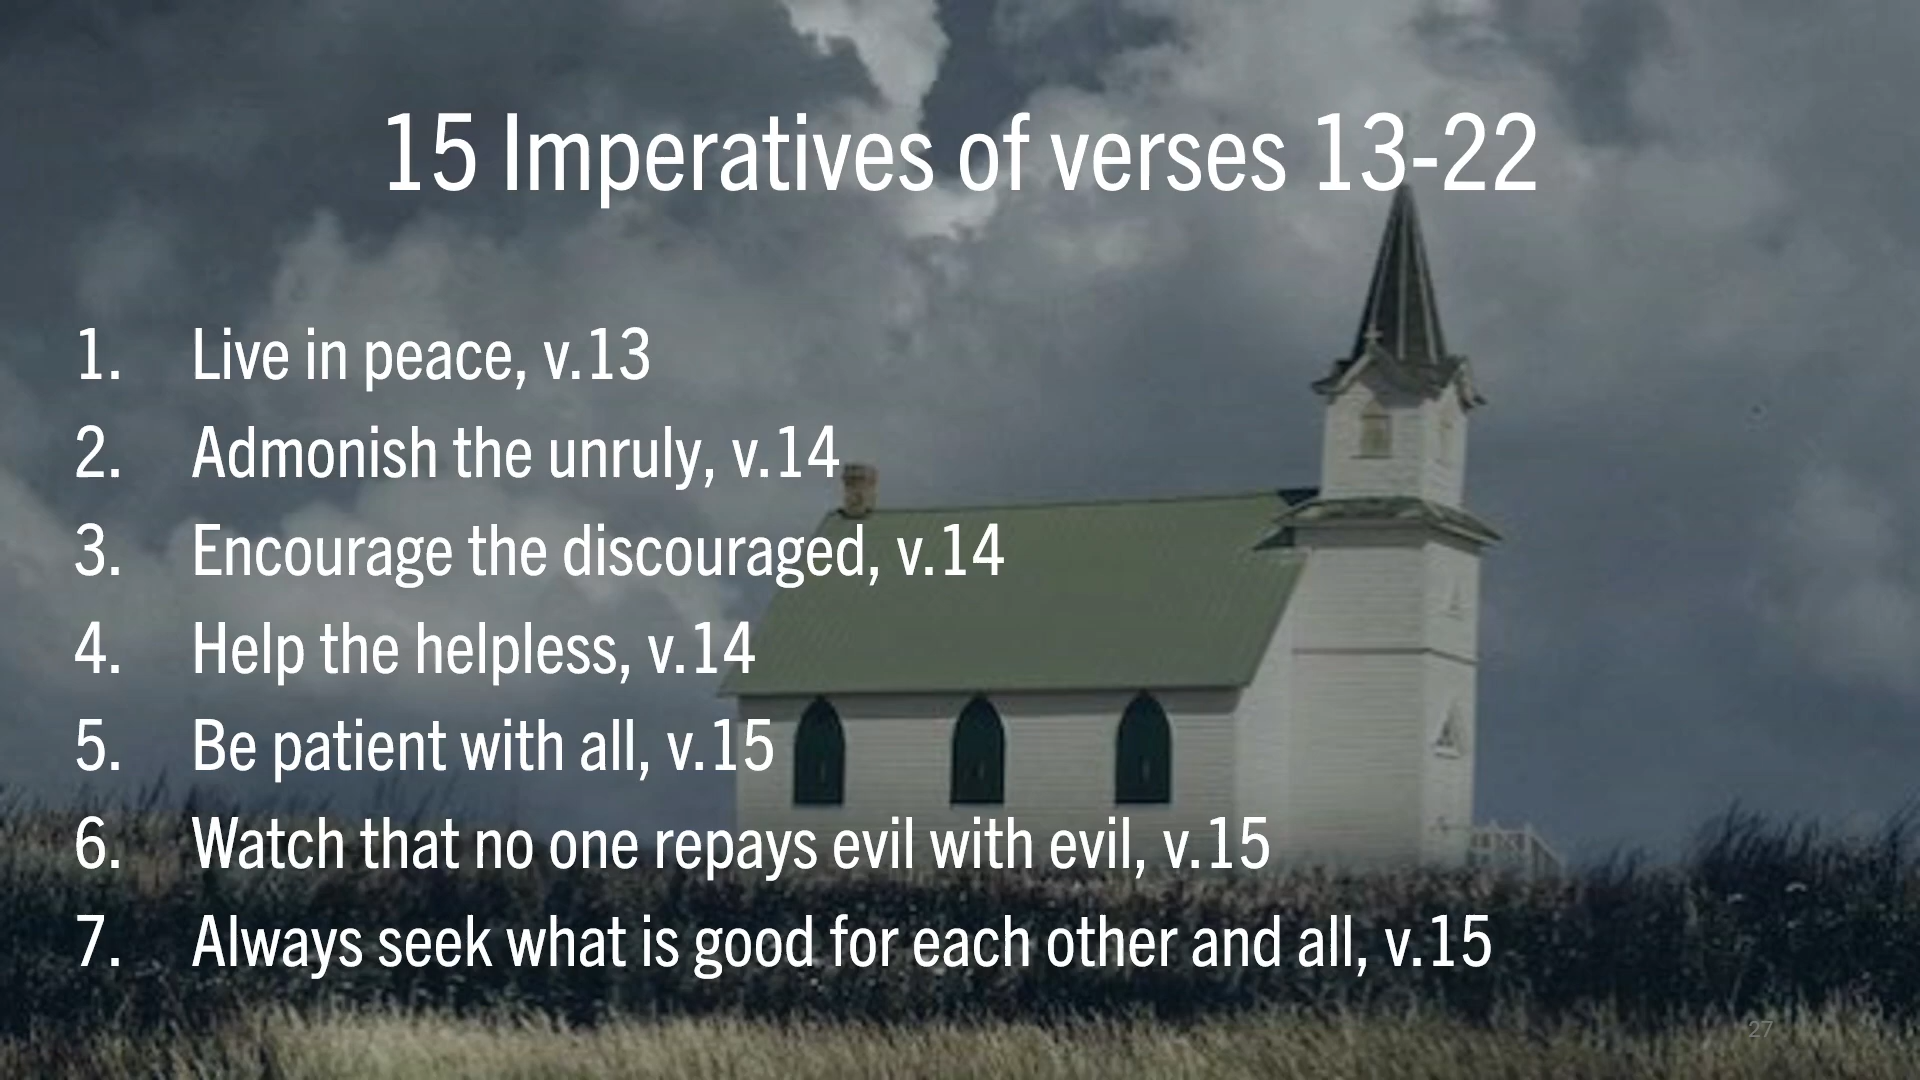 15 Imperatives of verses 13-22
1. Live in peace, v.13
2. Admonish the unruly, v.14
3. Encourage the discouraged, v.14
4. Help the helpless, v.14
5. Be patient with all, v.15
6. Watch that no one repays evil with evil, v.15
7. Always seek what is good for each other and all, v.15
27